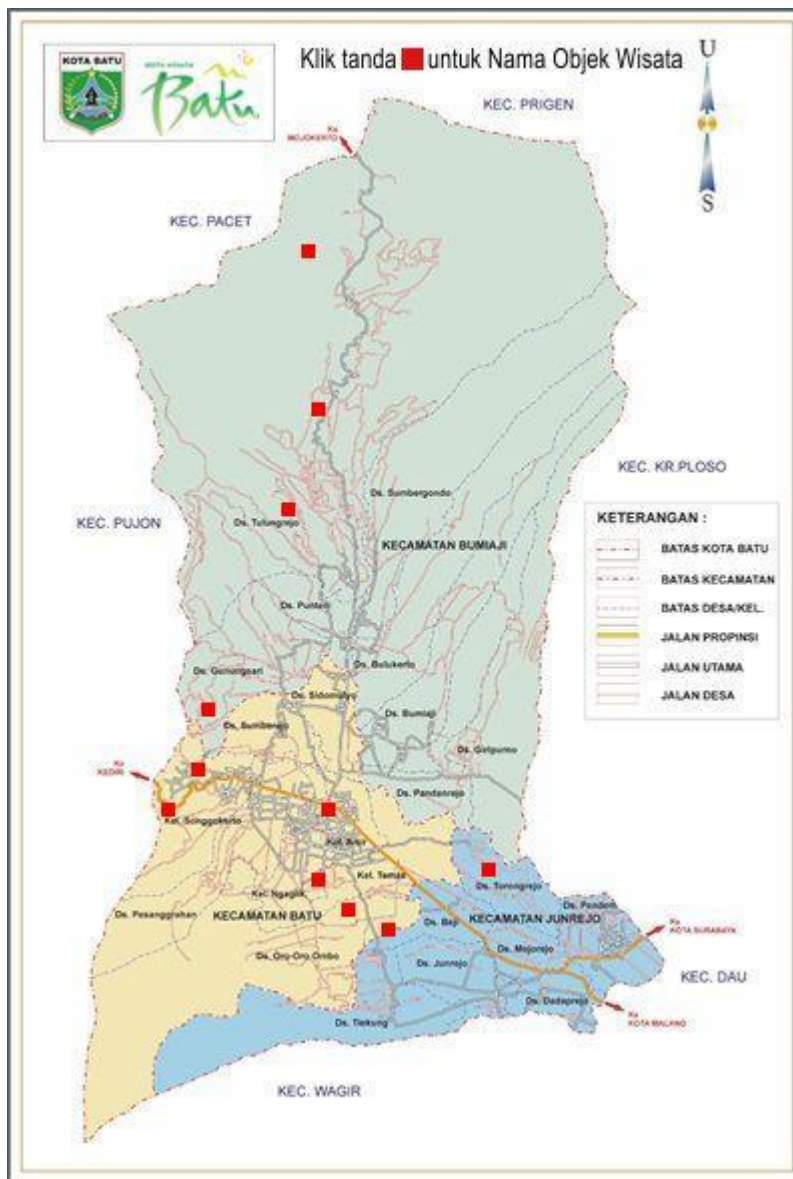 KOTA BATU
Batu
Klik tanda untuk Nama Objek Wisata
U
S
KEC. PRIGEN
Ke
MOJOKERTO
KEC. PACET
KEC. KR.PLOSO
KEC. PUJON
Ds. Sumbergondo
Ds. Tulungrejo
KECAMATAN BUMIAJI
KETERANGAN :
BATAS KOTA BATU
BATAS KECAMATAN
BATAS DESA/KEL.
JALAN PROPINSI
JALAN UTAMA
JALAN DESA
Ds. Punten
Ds. Bulukerto
Ds. Gunungsari
Ds. Sidomulyo
Ds. Bumiaji
Ds. Sumberejo
Ds. Giripurno
Ke
KEDIRI
Ds. Pandanrejo
Kel. Songgokerto
Kel. Sisir
Kel. Temas
Ds. Torongrejo
Kel. Ngaglik
Ds. Pesanggrahan
KECAMATAN BATU
Ds. Beji
KECAMATAN JUNREJO
Ds. Pendem
Ke
KOTA SURABAYA
Ds. Mojorejo
Ds. Oro-Oro Ombo
Ds. Junrejo
KEC. DAU
Ds. Dadaprejo
Ke
KOTA MALANG
Ds. Tlekung
KEC. WAGIR